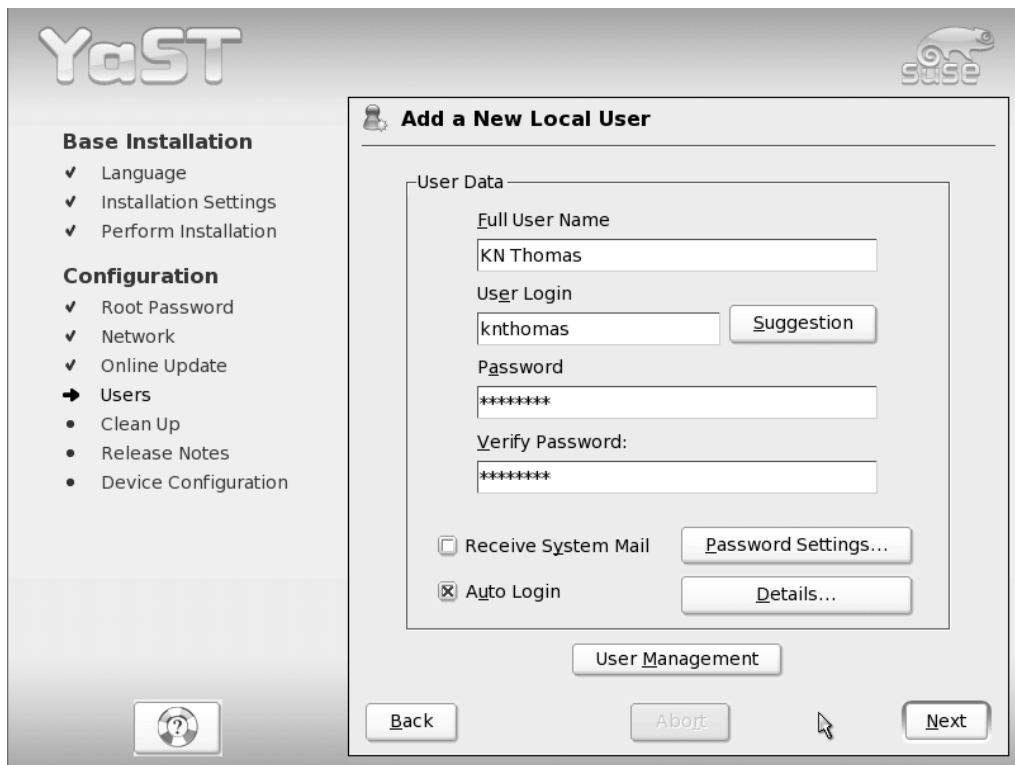 YaST
suse
Base Installation
✔ Language
✔ Installation Settings
✔ Perform Installation
Configuration
✔ Root Password
✔ Network
✔ Online Update
➔ Users
• Clean Up
• Release Notes
• Device Configuration
Add a New Local User
User Data
Full User Name
KN Thomas
User Login
knthomas
Suggestion
Password
********
Verify Password:
********
Receive System Mail
Password Settings...
Auto Login
Details...
User Management
?
Back
Abort
Next